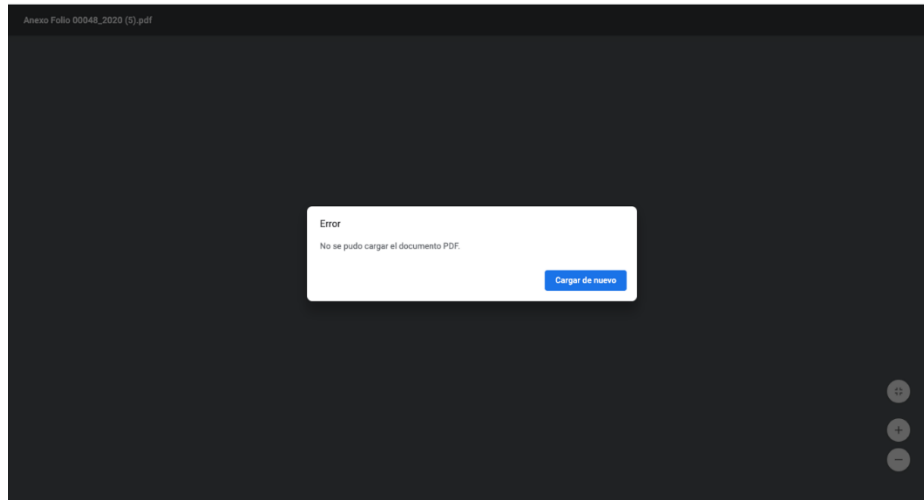 Anexo Folio 00048_2020 (5).pdf
Error
No se pudo cargar el documento PDF.
Cargar de nuevo